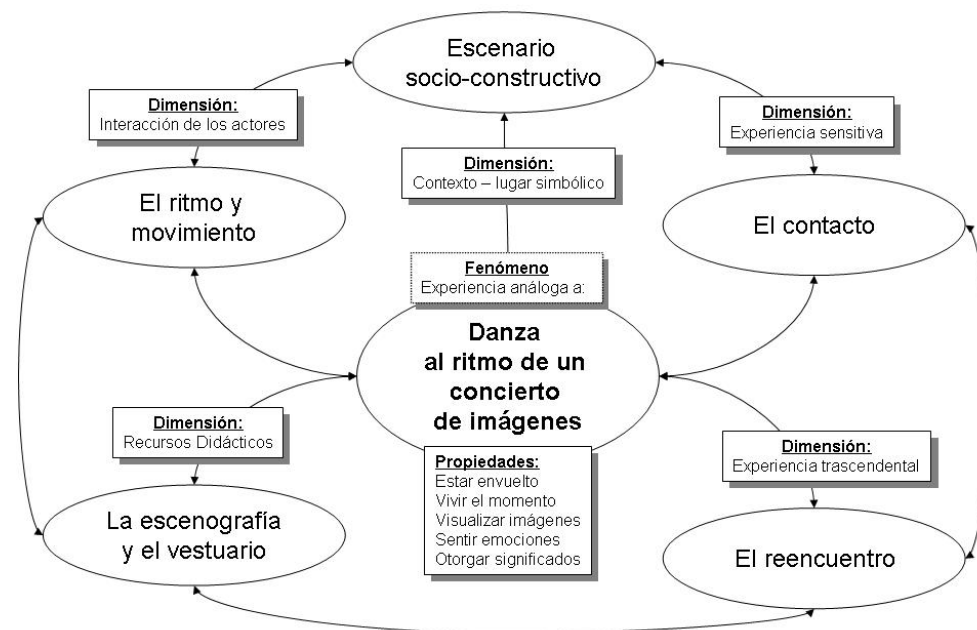 Escenario
socio-constructivo
Dimensión:
Interacción de los actores
Dimensión:
Experiencia sensitiva
Dimensión:
Contexto – lugar simbólico
El ritmo y
movimiento
El contacto
Fenómeno
Experiencia análoga a:
Danza
al ritmo de un
concierto
de imágenes
Dimensión:
Recursos Didácticos
Dimensión:
Experiencia trascendental
Propiedades:
Estar envuelto
Vivir el momento
Visualizar imágenes
Sentir emociones
Otorgar significados
La escenografía
y el vestuario
El reencuentro